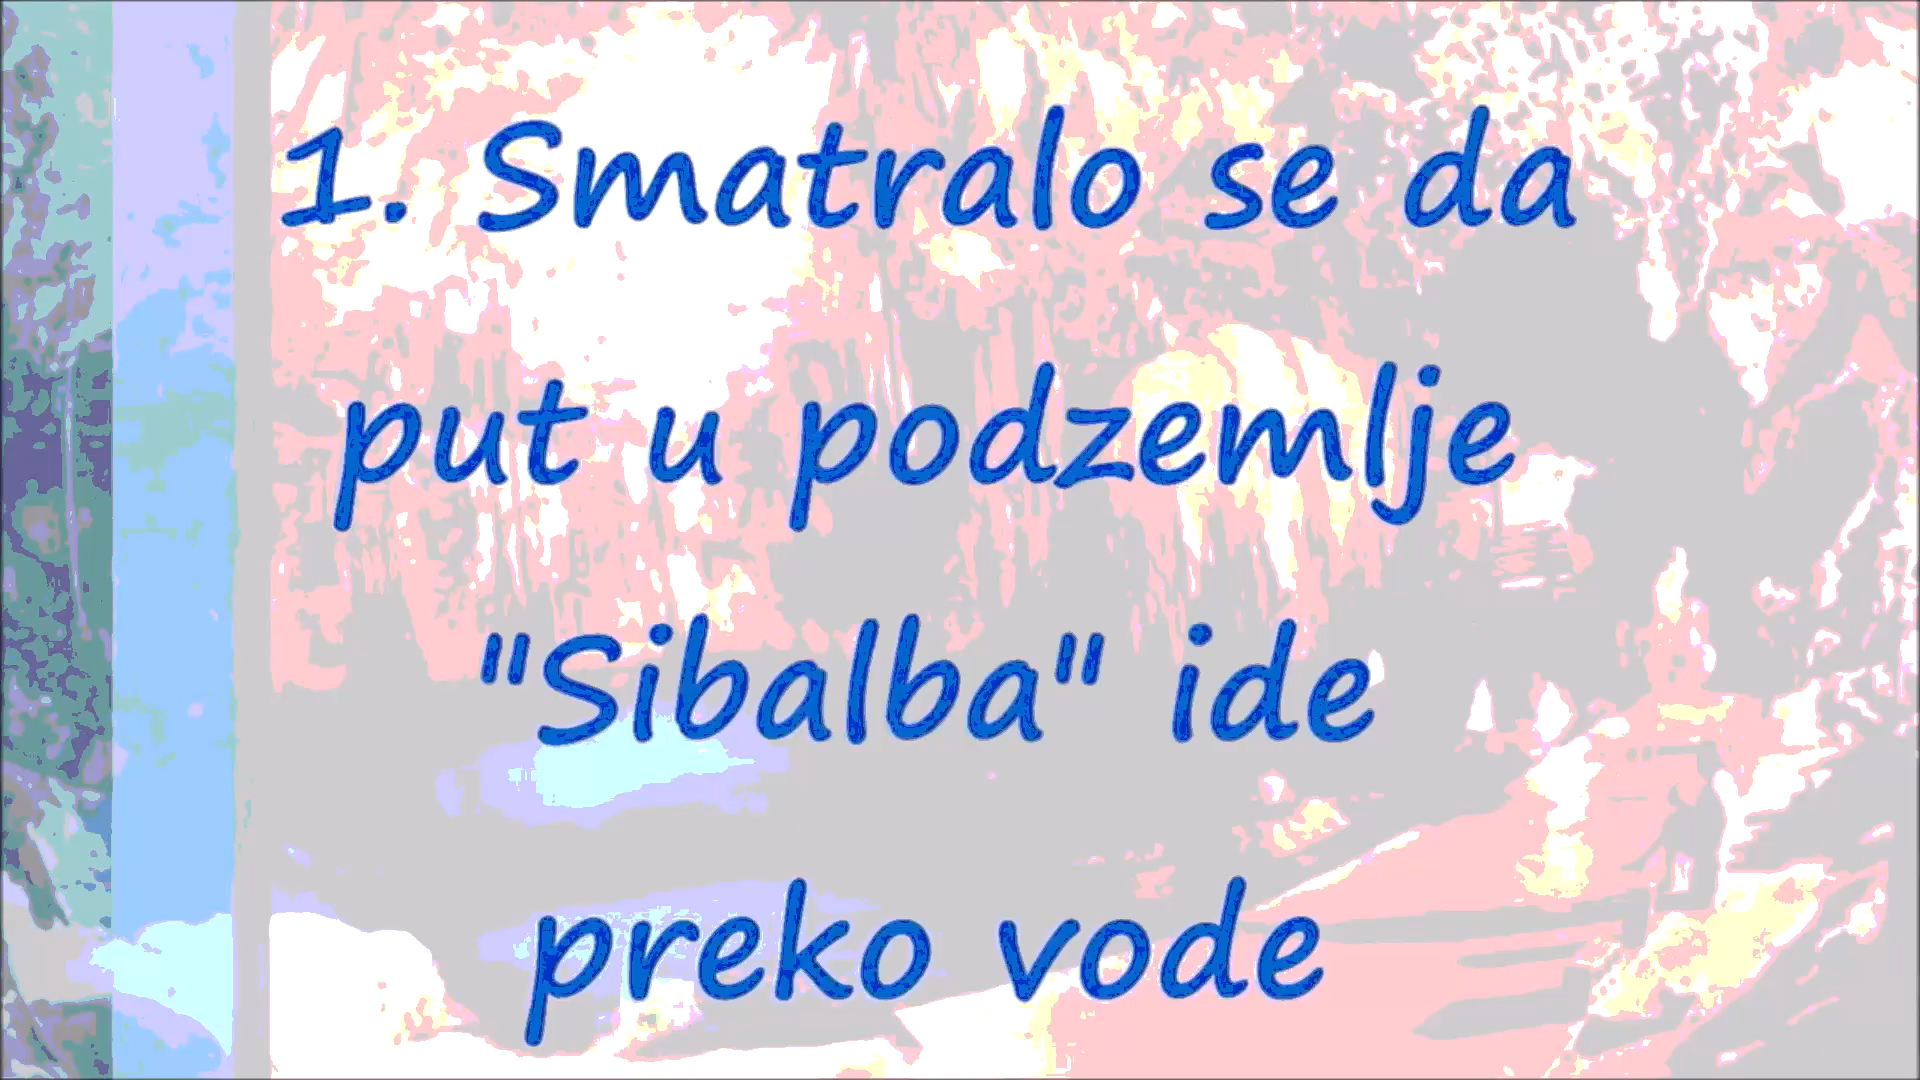 1. Smatralo se da
put u podzemlje
"Sibalba" ide
preko vode